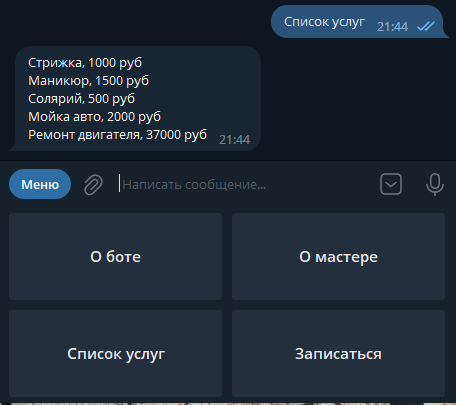 Список услуг
21:44
Стрижка, 1000 руб
Маникюр, 1500 руб
Солярий, 500 руб
Мойка авто, 2000 руб
Ремонт двигателя, 37000 руб
21:44
Меню
Написать сообщение...
О боте
О мастере
Список услуг
Записаться